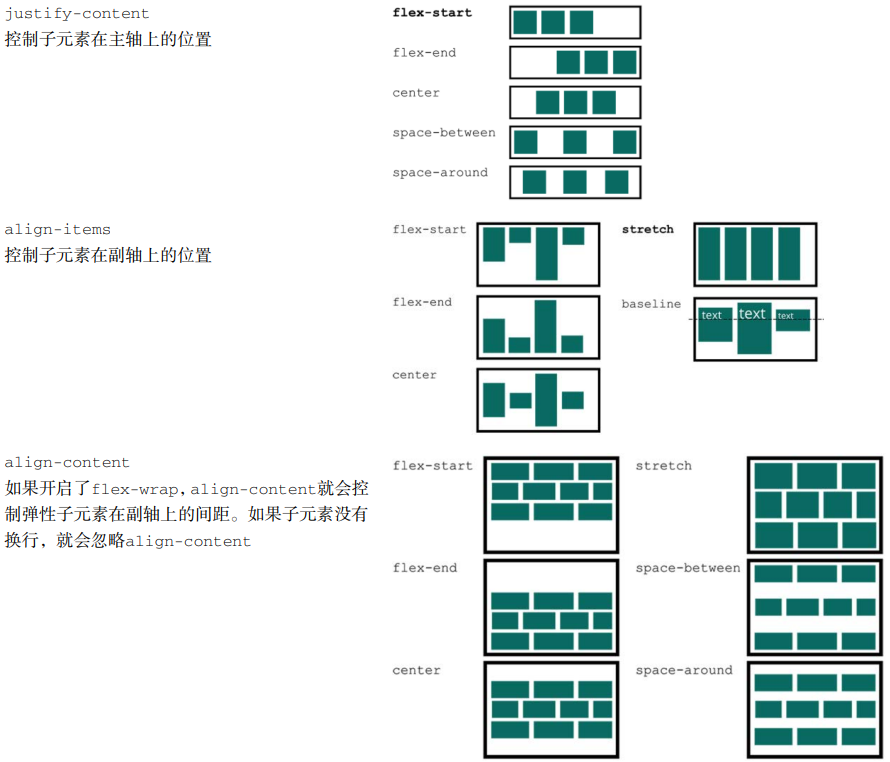 justify-content
控制子元素在主轴上的位置
flex-start
flex-end
center
space-between
space-around
align-items
控制子元素在副轴上的位置
flex-start
stretch
flex-end
baseline
text
text
text
center
align-content
如果开启了flex-wrap，align-content就会控
制弹性子元素在副轴上的间距。如果子元素没有
换行，就会忽略align-content
flex-start
stretch
flex-end
space-between
center
space-around